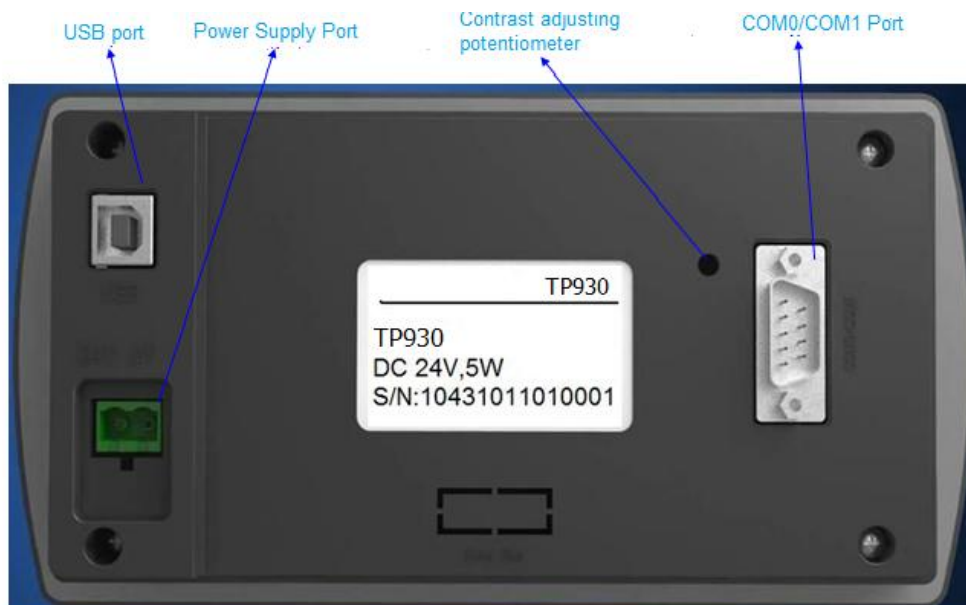 USB port
Power Supply Port
Contrast adjusting
potentiometer
COM0/COM1 Port
TP930
TP930
DC 24V,5W
S/N:10431011010001